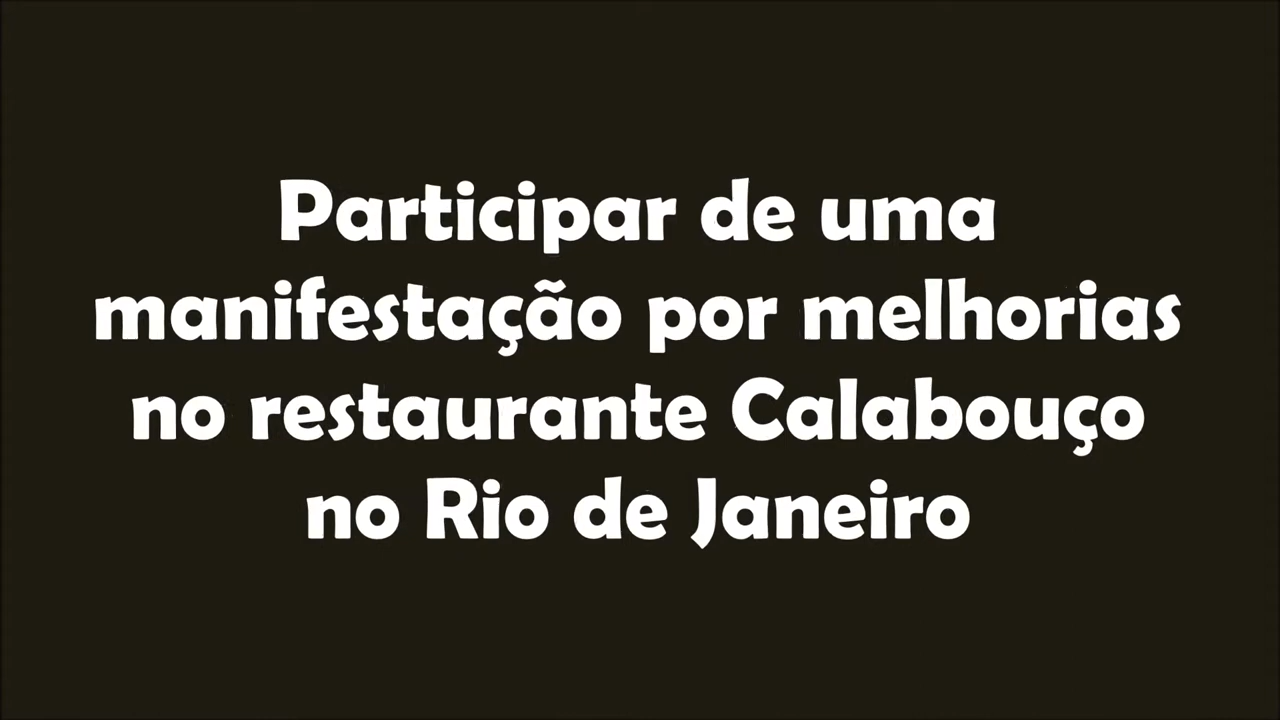 Participar de uma
manifestação por melhorias
no restaurante Calabouço
no Rio de Janeiro